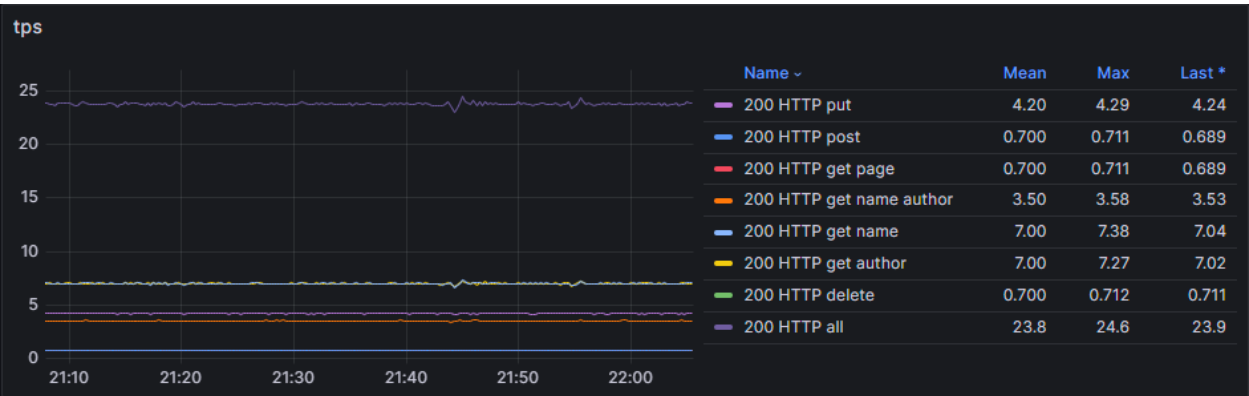 tps
25
20
15
10
5
0
21:10 21:20 21:30 21:40 21:50 22:00
Name Mean Max Last *
200 HTTP put 4.20 4.29 4.24
200 HTTP post 0.700 0.711 0.689
200 HTTP get page 0.700 0.711 0.689
200 HTTP get name author 3.50 3.58 3.53
200 HTTP get name 7.00 7.38 7.04
200 HTTP get author 7.00 7.27 7.02
200 HTTP delete 0.700 0.712 0.711
200 HTTP all 23.8 24.6 23.9